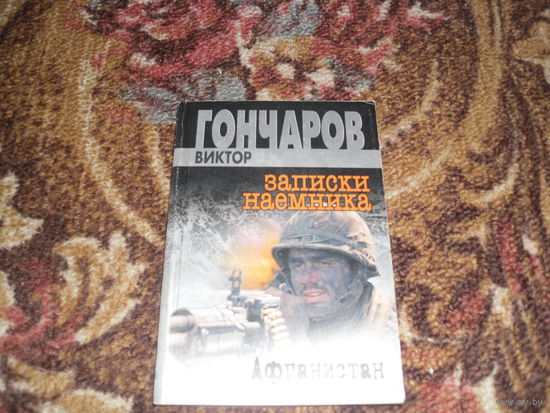 ГОНЧАРОВ
ВИКТОР
записки
наемника
Афганистан